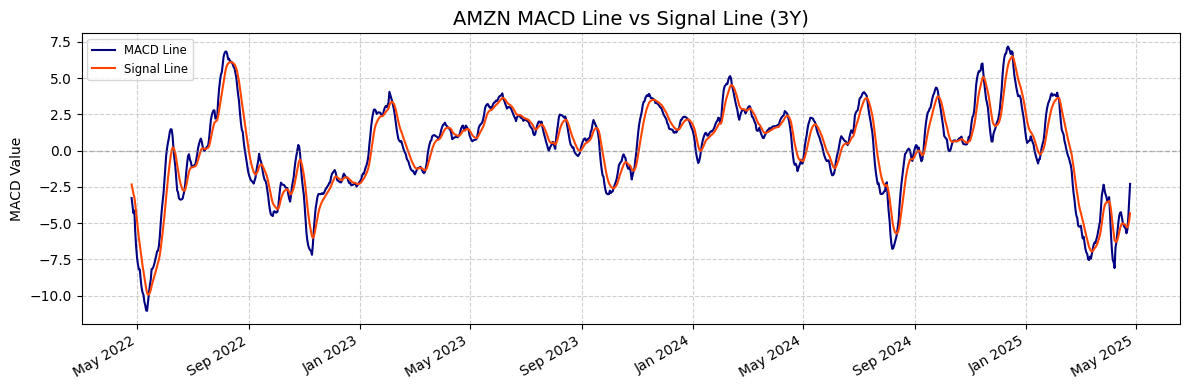 AMZN MACD Line vs Signal Line (3Y)
MACD Line
Signal Line
MACD Value
7.5
5.0
2.5
0.0
−2.5
−5.0
−7.5
−10.0
May 2022
Sep 2022
Jan 2023
May 2023
Sep 2023
Jan 2024
May 2024
Sep 2024
Jan 2025
May 2025